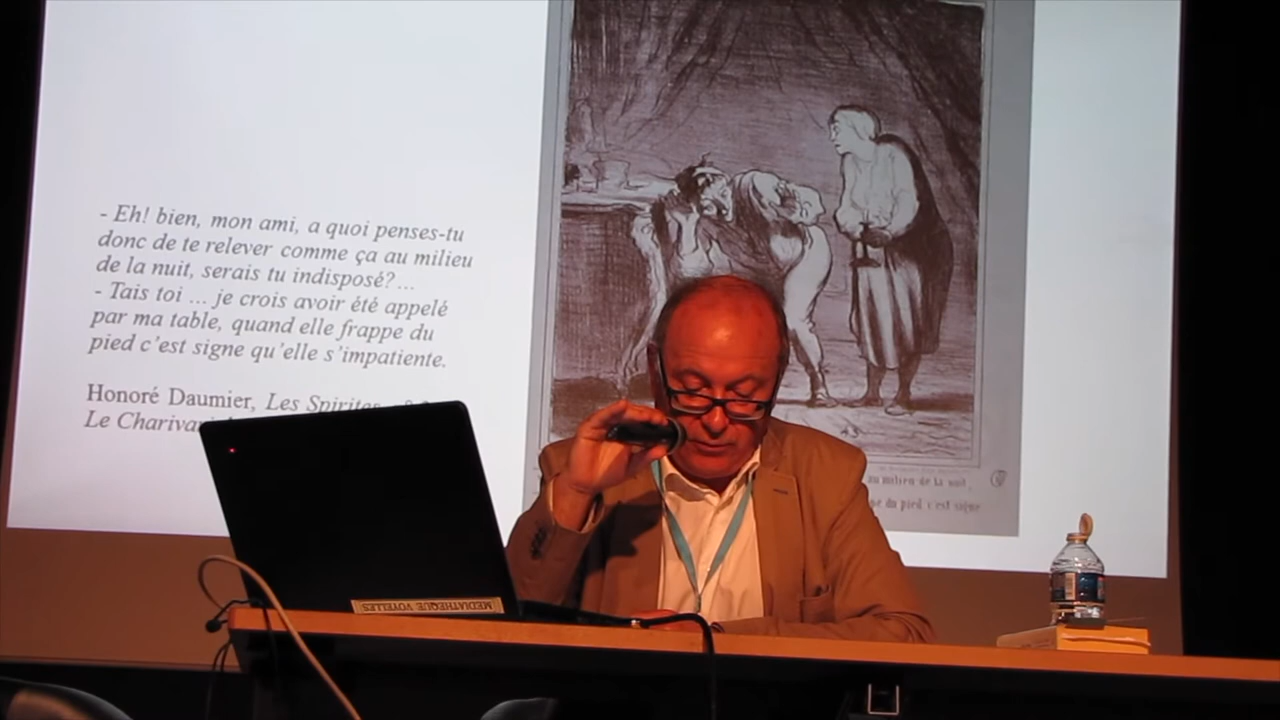 - Eh! bien, mon ami, a quoi penses-tu
donc de te relever comme ça au milieu
de la nuit, serais tu indisposé?...
- Tais toi ... je crois avoir été appelé
par ma table, quand elle frappe du
pied c'est signe qu'elle s'impatiente.
Honoré Daumier, Les Spirites
Le Charivari
au milieu de la nuit,
du pied c'est signe
MEDIATHEQUE VOYELLES